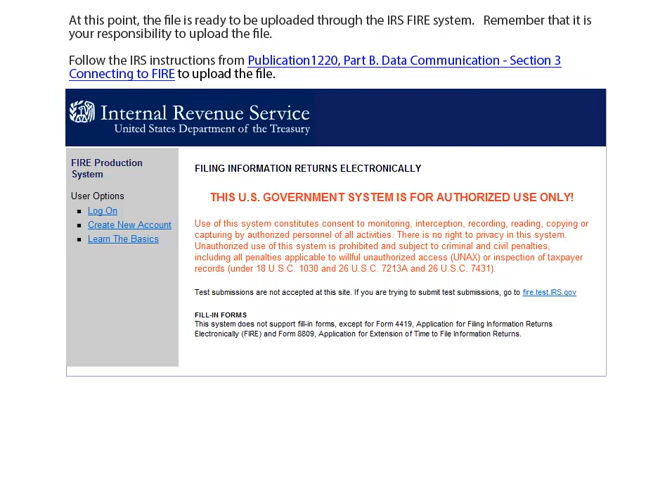 At this point, the file is ready to be uploaded through the IRS FIRE system.   Remember that it is
your responsibility to upload the file.
Follow the IRS instructions from Publication1220, Part B. Data Communication - Section 3
Connecting to FIRE to upload the file.
Internal Revenue Service
United States Department of the Treasury
FIRE Production
System
User Options
Log On
Create New Account
Learn The Basics
FILING INFORMATION RETURNS ELECTRONICALLY
THIS U.S. GOVERNMENT SYSTEM IS FOR AUTHORIZED USE ONLY!
Use of this system constitutes consent to monitoring, interception, recording, reading, copying or
capturing by authorized personnel of all activities. There is no right to privacy in this system.
Unauthorized use of this system is prohibited and subject to criminal and civil penalties,
including all penalties applicable to willful unauthorized access (UNAX) or inspection of taxpayer
records (under 18 U.S.C. 1030 and 26 U.S.C. 7213A and 26 U.S.C. 7431).
Test submissions are not accepted at this site. If you are trying to submit test submissions, go to fire.test.IRS.gov
FILL-IN FORMS
This system does not support fill-in forms, except for Form 4419, Application for Filing Information Returns
Electronically (FIRE) and Form 8809, Application for Extension of Time to File Information Returns.